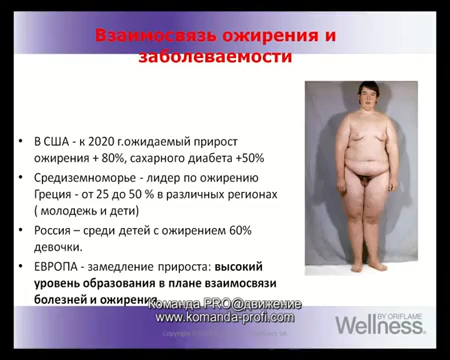 Взаимосвязь ожирения и
заболеваемости
• В США - к 2020 г.ожидаемый прирост
ожирения + 80%, сахарного диабета +50%
• Средиземноморье - лидер по ожирению
Греция - от 25 до 50 % в различных регионах
( молодежь и дети)
• Россия – среди детей с ожирением 60%
девочки.
• ЕВРОПА - замедление прироста: высокий
уровень образования в плане взаимосвязи
болезней и ожирения
Команда PRO@движение
www.komanda-profi.com
Copyright
BY ORIFLAME
Wellness.